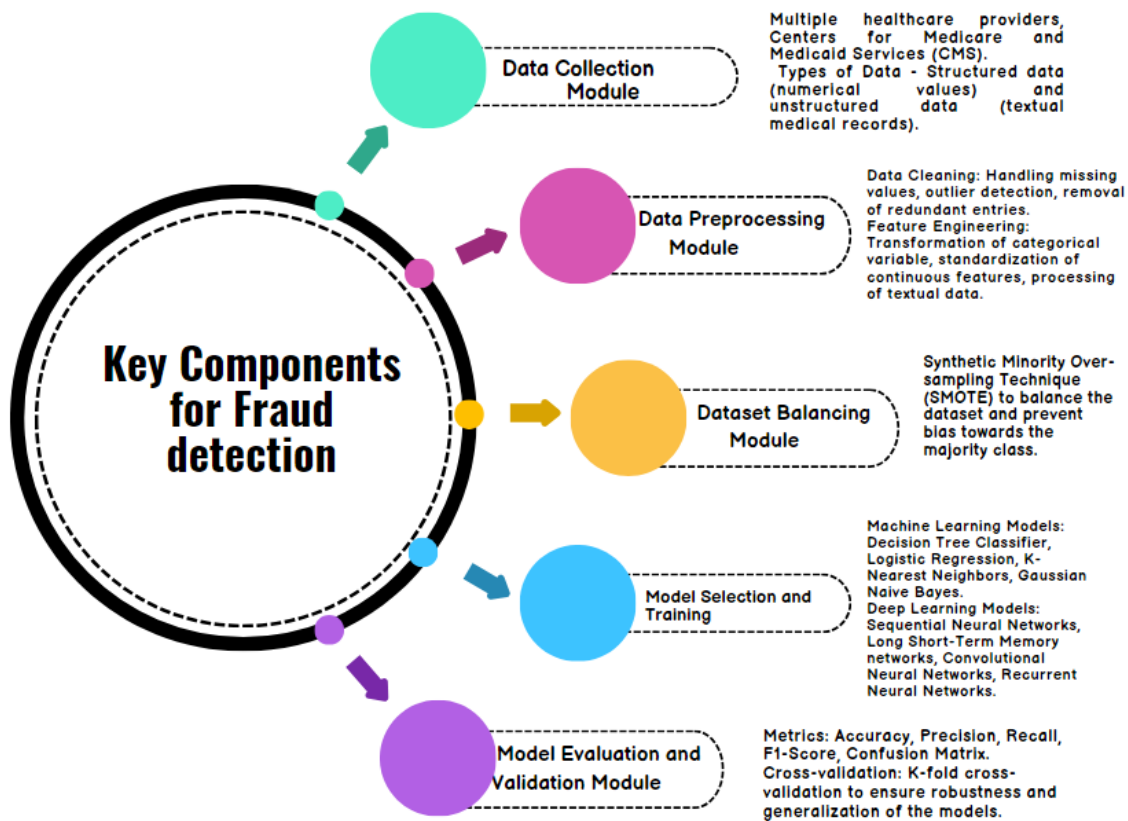 Key Components
for Fraud
detection
Data Collection
Module
Multiple healthcare providers,
Centers for Medicare and
Medicaid Services (CMS).
Types of Data - Structured data
(numerical values) and
unstructured data (textual
medical records).
Data Preprocessing
Module
Data Cleaning: Handling missing
values, outlier detection, removal
of redundant entries.
Feature Engineering:
Transformation of categorical
variable, standardization of
continuous features, processing
of textual data.
Dataset Balancing
Module
Synthetic Minority Over-
sampling Technique
(SMOTE) to balance the
dataset and prevent
bias towards the
majority class.
Model Selection and
Training
Machine Learning Models:
Decision Tree Classifier,
Logistic Regression, K-
Nearest Neighbors, Gaussian
Naive Bayes.
Deep Learning Models:
Sequential Neural Networks,
Long Short-Term Memory
networks, Convolutional
Neural Networks, Recurrent
Neural Networks.
Model Evaluation and
Validation Module
Metrics: Accuracy, Precision, Recall,
F1-Score, Confusion Matrix.
Cross-validation: K-fold cross-
validation to ensure robustness and
generalization of the models.